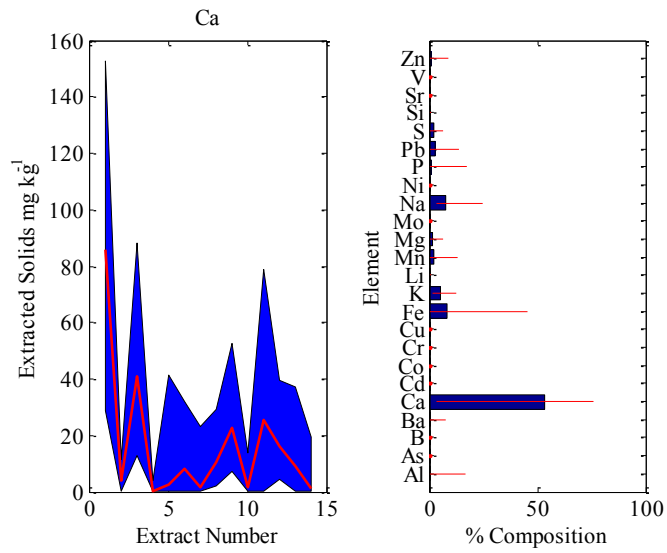 Ca
160
140
120
100
80
60
40
20
0
0
5
10
15
Extracted Solids mg kg-1
Extract Number
Zn
V
Sr
Si
S
Pb
P
Ni
Na
Mo
Mg
Mn
Li
K
Fe
Cu
Cr
Co
Cd
Ca
Ba
B
As
Al
Element
0
50
100
% Composition